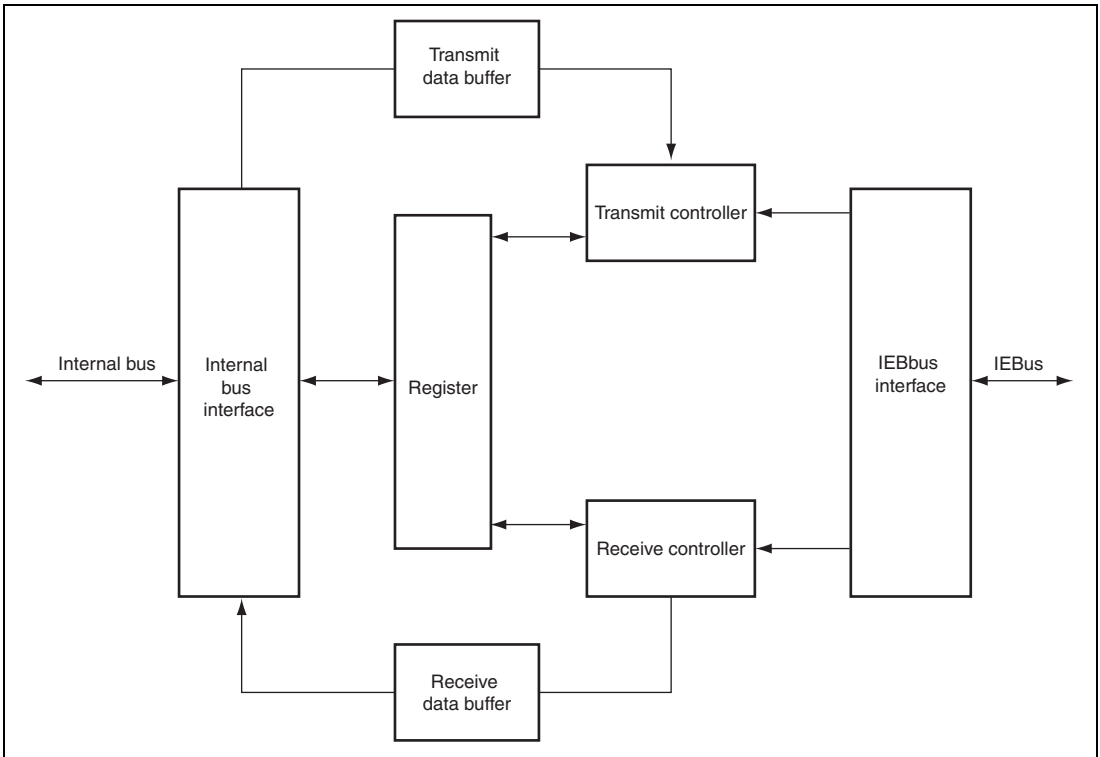 Transmit
data buffer
Transmit controller
Internal bus
Internal
bus
interface
Register
IEBbus
interface
IEBus
Receive controller
Receive
data buffer